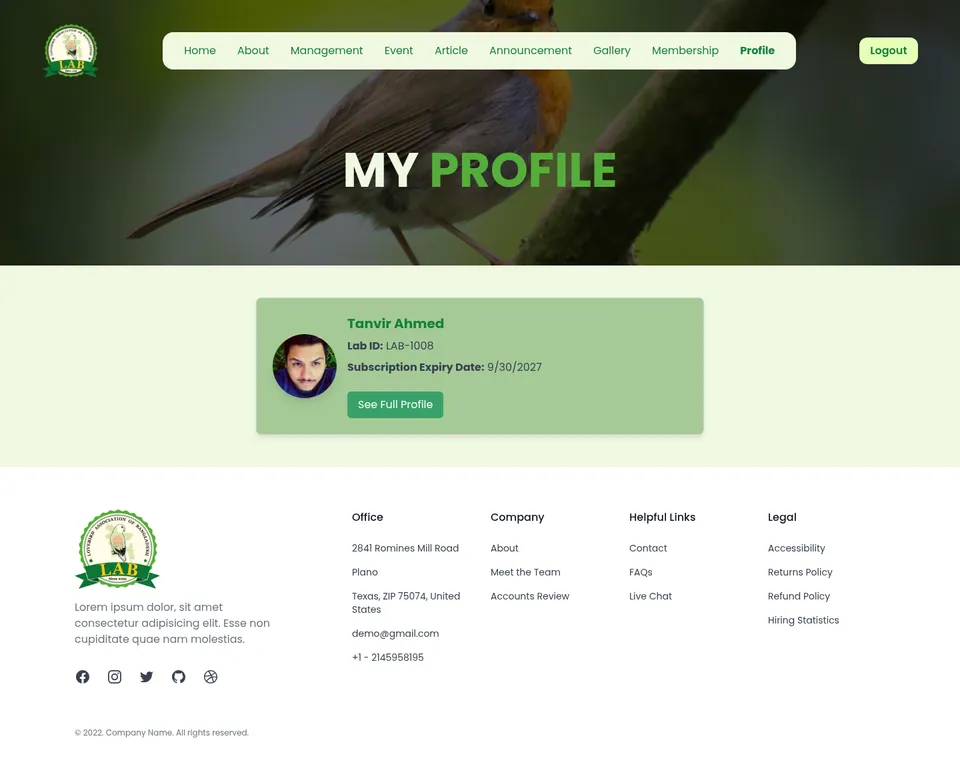 LAB
Home About Management Event Article Announcement Gallery Membership Profile
Logout
MY PROFILE
Tanvir Ahmed
Lab ID: LAB-1008
Subscription Expiry Date: 9/30/2027
See Full Profile
LOVEBIRD ASSOCIATION OF BANGLADESH
LAB
Lorem ipsum dolor, sit amet
consectetur adipisicing elit. Esse non
cupiditate quae nam molestias.
Office
2841 Romines Mill Road
Plano
Texas, ZIP 75074, United
States
demo@gmail.com
+1 - 2145958195
Company
About
Meet the Team
Accounts Review
Helpful Links
Contact
FAQs
Live Chat
Legal
Accessibility
Returns Policy
Refund Policy
Hiring Statistics
© 2022. Company Name. All rights reserved.